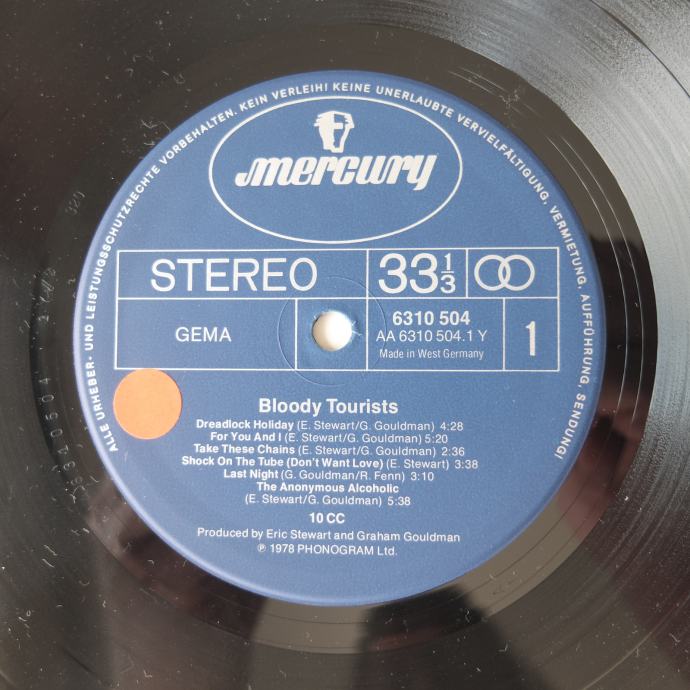 ALLE URHEBER- UND LEISTUNGSSCHUTZRECHTE VORBEHALTEN. KEIN VERLEIH! KEINE UNERLAUBTE VERVIELFÄLTIGUNG, VERMIETUNG, AUFFÜHRUNG, SENDUNG!
mercury
STEREO 33 1/3
GEMA
6310 504
AA 6310 504.1 Y
Made in West Germany
1
Bloody Tourists
Dreadlock Holiday (E. Stewart/G. Gouldman) 4:28
For You And I (E. Stewart/G. Gouldman) 5:20
Take These Chains (E. Stewart/G. Gouldman) 2:36
Shock On The Tube (Don't Want Love) (E. Stewart) 3:38
Last Night (G. Gouldman/R. Fenn) 3:10
The Anonymous Alcoholic
(E. Stewart/G. Gouldman) 5:38
10 CC
Produced by Eric Stewart and Graham Gouldman
℗ 1978 PHONOGRAM Ltd.